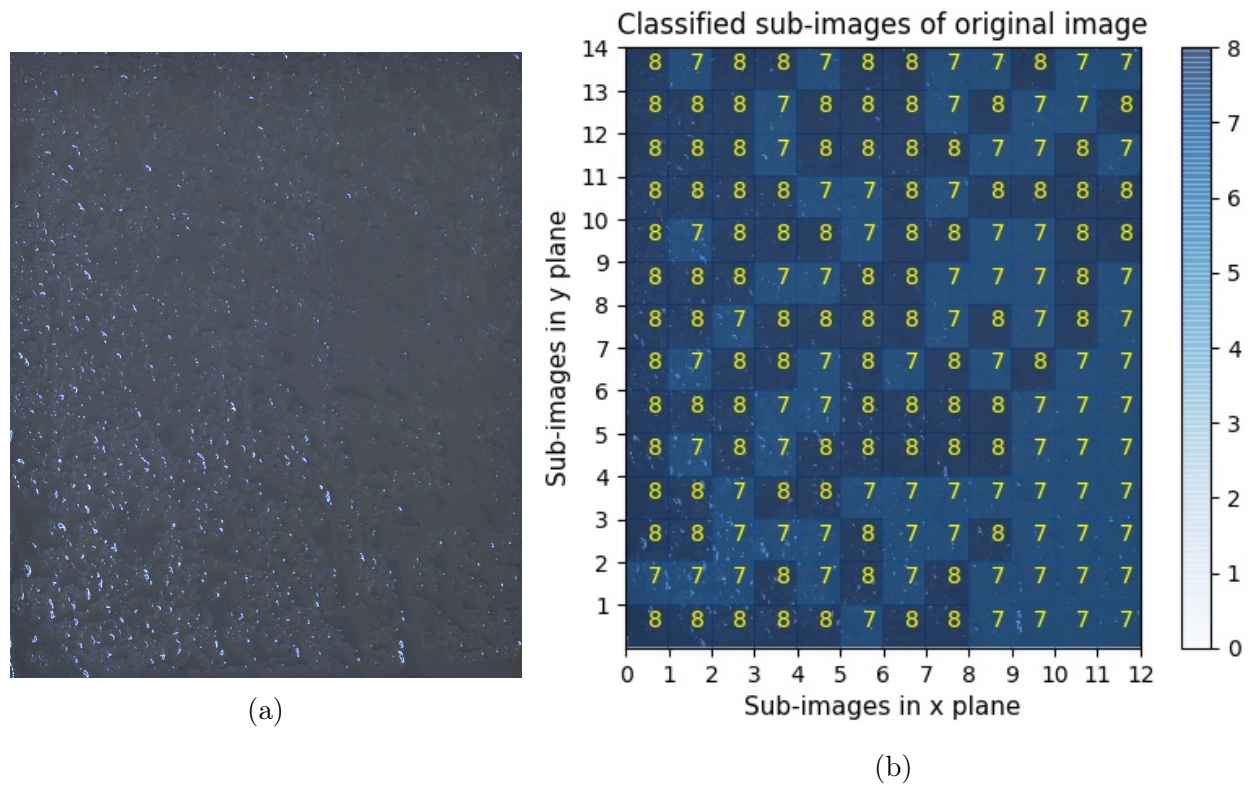 Classified sub-images of original image
14 8 7 8 8 7 8 8 7 7 8 7 7 8
13 8 8 8 7 8 8 8 7 8 7 7 8 7
12 8 8 8 7 8 8 8 8 7 7 8 7
11 8 8 8 8 7 7 8 7 8 8 8 8 6
10 8 7 8 8 8 7 8 8 7 7 8 8
9 8 8 8 7 7 8 8 7 7 7 8 7 5
8 8 8 7 8 8 8 8 7 8 7 8 7 4
7 8 7 8 8 7 8 7 8 7 8 7 7
6 8 8 8 7 7 8 8 8 8 7 7 7 3
5 8 7 8 7 8 8 8 8 8 7 7 7
4 8 8 7 8 8 7 7 7 7 7 7 7 2
3 8 8 7 7 7 8 7 7 8 7 7 7
2 7 7 7 8 7 8 7 8 7 7 7 7 1
1 8 8 8 8 8 7 8 8 7 7 7 7
0
0 1 2 3 4 5 6 7 8 9 10 11 12
Sub-images in y plane
Sub-images in x plane
(a)
(b)